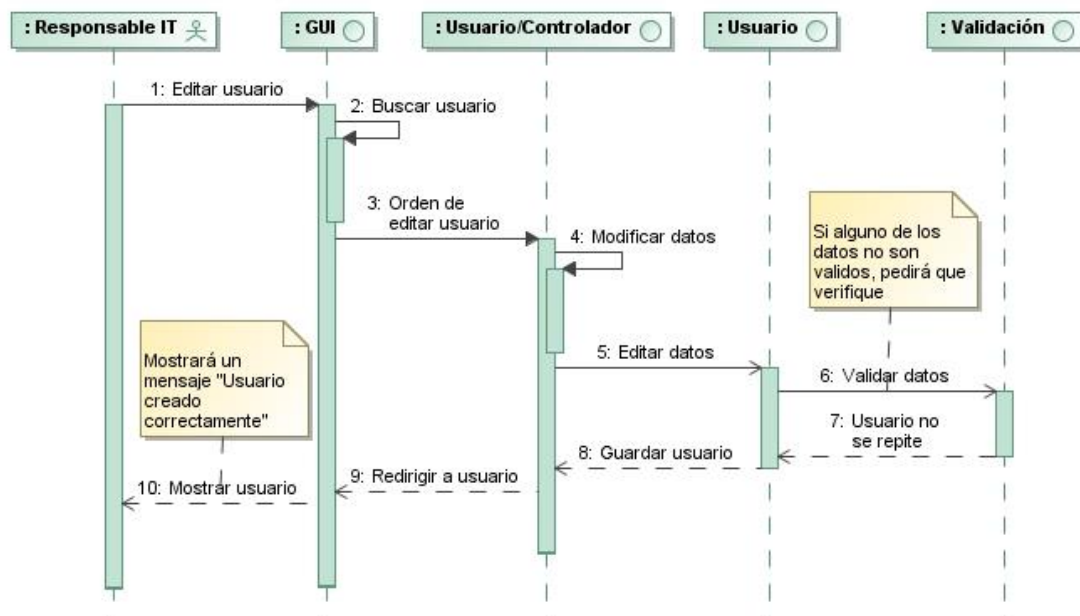 : Responsable IT
: GUI
: Usuario/Controlador
: Usuario
: Validación
1: Editar usuario
2: Buscar usuario
3: Orden de
editar usuario
4: Modificar datos
Si alguno de los
datos no son
validos, pedirá que
verifique
5: Editar datos
6: Validar datos
Mostrará un
mensaje "Usuario
creado
correctamente"
7: Usuario no
se repite
8: Guardar usuario
9: Redirigir a usuario
10: Mostrar usuario